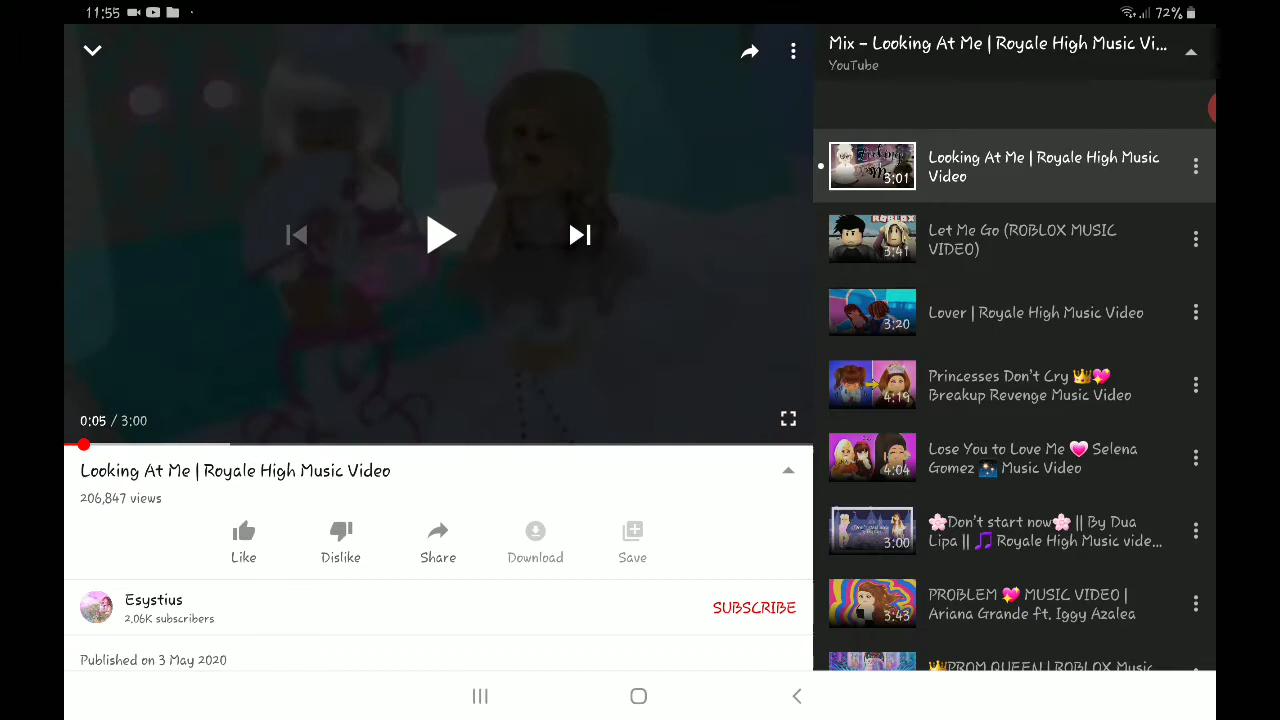 11:55
72%
Mix – Looking At Me | Royale High Music Vi...
YouTube
3:01
Looking At Me | Royale High Music
Video
ROBLOX
3:41
Let Me Go (ROBLOX MUSIC
VIDEO)
3:20
Lover | Royale High Music Video
4:19
Princesses Don't Cry 👑💖
Breakup Revenge Music Video
4:04
Lose You to Love Me 💗 Selena
Gomez 🌃 Music Video
3:00
🌸Don't start now🌸 || By Dua
Lipa || 🎵 Royale High Music vide...
3:43
PROBLEM 💖 MUSIC VIDEO |
Ariana Grande ft. Iggy Azalea
👑PROM QUEEN | ROBLOX Music
0:05 / 3:00
Looking At Me | Royale High Music Video
206,847 views
Like
Dislike
Share
Download
Save
Esystius
2.06K subscribers
SUBSCRIBE
Published on 3 May 2020